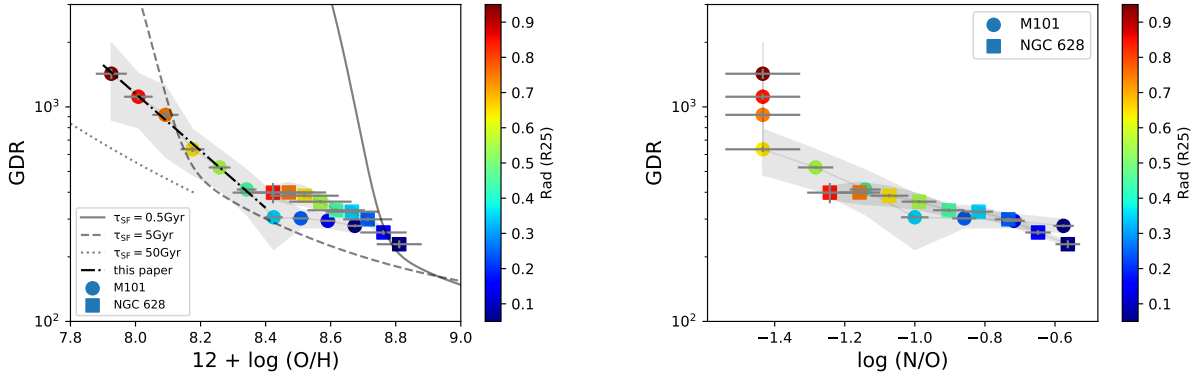 GDR
10³
10²
7.8 8.0 8.2 8.4 8.6 8.8 9.0
12 + log (O/H)
τSF = 0.5Gyr
τSF = 5Gyr
τSF = 50Gyr
this paper
M101
NGC 628
0.9
0.8
0.7
0.6
0.5
0.4
0.3
0.2
0.1
Rad (R25)
GDR
10³
10²
−1.4 −1.2 −1.0 −0.8 −0.6
log (N/O)
M101
NGC 628
0.9
0.8
0.7
0.6
0.5
0.4
0.3
0.2
0.1
Rad (R25)